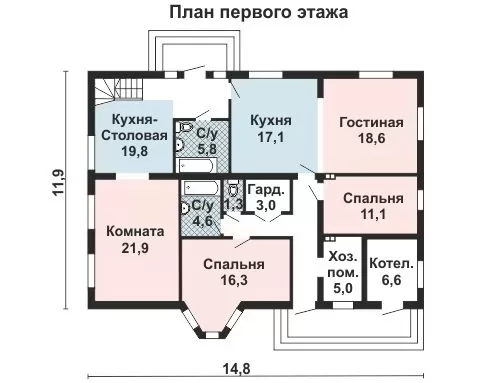 План первого этажа
Кухня-
Столовая
19,8
С/у
5,8
Кухня
17,1
Гостиная
18,6
11,9
Комната
21,9
С/у
4,6
1,3
Гард.
3,0
Спальня
11,1
Спальня
16,3
Хоз.
пом.
5,0
Котел.
6,6
14,8